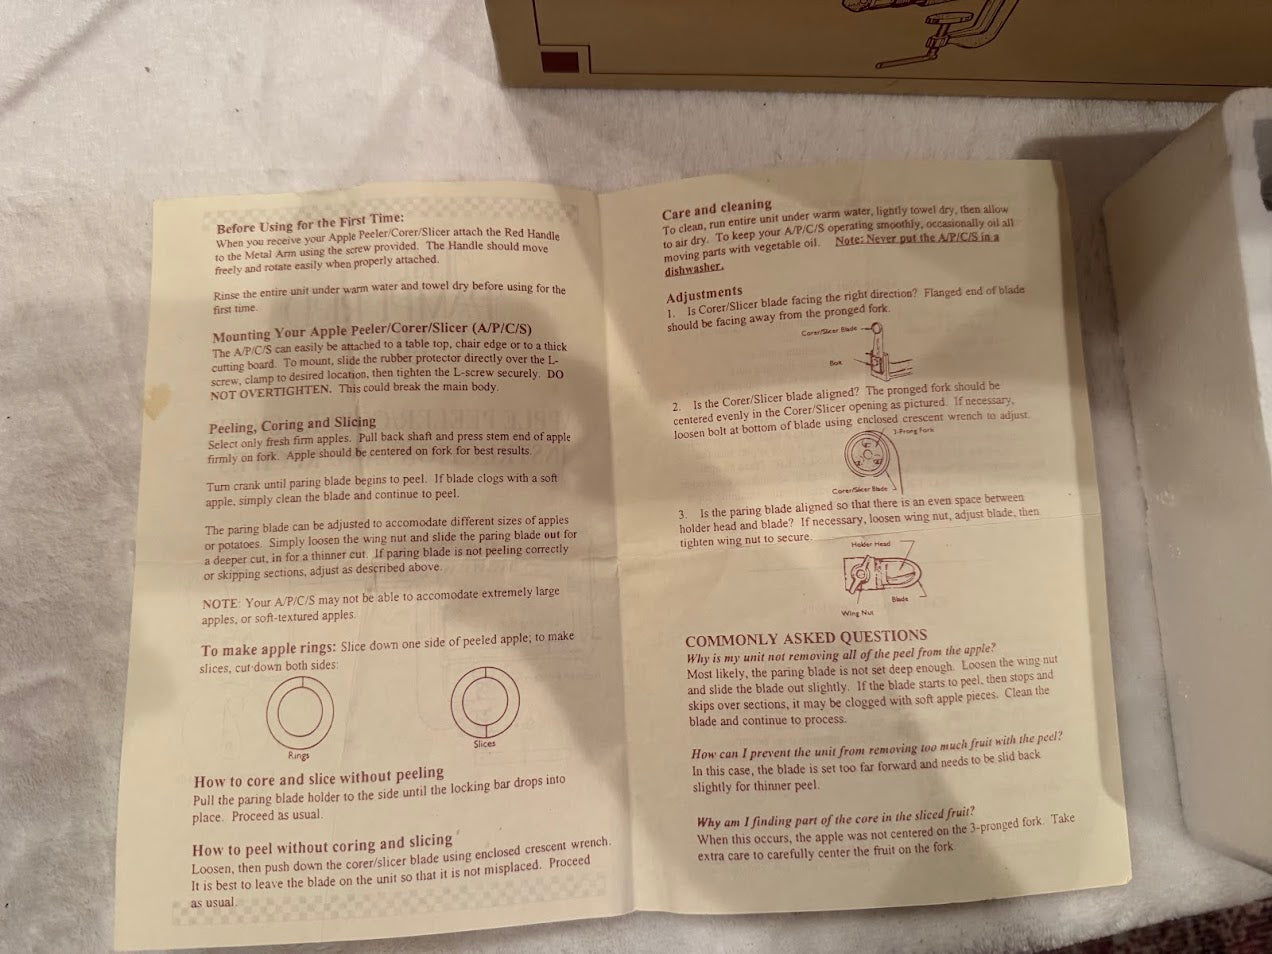 Before Using for the First Time:
When you receive your Apple Peeler/Corer/Slicer attach the Red Handle
to the Metal Arm using the screw provided. The Handle should move
freely and rotate easily when properly attached.
Rinse the entire unit under warm water and towel dry before using for the
first time.
Mounting Your Apple Peeler/Corer/Slicer (A/P/C/S)
The A/P/C/S can easily be attached to a table top, chair edge or to a thick
cutting board. To mount, slide the rubber protector directly over the L-
screw, clamp to desired location, then tighten the L-screw securely. DO
NOT OVERTIGHTEN. This could break the main body.
Peeling, Coring and Slicing
Select only fresh firm apples. Pull back shaft and press stem end of apple
firmly on fork. Apple should be centered on fork for best results.
Turn crank until paring blade begins to peel. If blade clogs with a soft
apple, simply clean the blade and continue to peel.
The paring blade can be adjusted to accomodate different sizes of apples
or potatoes. Simply loosen the wing nut and slide the paring blade out for
a deeper cut, in for a thinner cut. If paring blade is not peeling correctly
or skipping sections, adjust as described above.
NOTE: Your A/P/C/S may not be able to accomodate extremely large
apples, or soft-textured apples.
To make apple rings: Slice down one side of peeled apple; to make
slices, cut down both sides:
Rings
Slices
How to core and slice without peeling
Pull the paring blade holder to the side until the locking bar drops into
place. Proceed as usual.
How to peel without coring and slicing
Loosen, then push down the corer/slicer blade using enclosed crescent wrench.
It is best to leave the blade on the unit so that it is not misplaced. Proceed
as usual.
Care and cleaning
To clean, run entire unit under warm water, lightly towel dry, then allow
to air dry. To keep your A/P/C/S operating smoothly, occasionally oil all
moving parts with vegetable oil. Note: Never put the A/P/C/S in a
dishwasher.
Adjustments
1. Is Corer/Slicer blade facing the right direction? Flanged end of blade
should be facing away from the pronged fork.
Corer/Slicer Blade
Bolt
2. Is the Corer/Slicer blade aligned? The pronged fork should be
centered evenly in the Corer/Slicer opening as pictured. If necessary,
loosen bolt at bottom of blade using enclosed crescent wrench to adjust.
3-Prong Fork
Corer/Slicer Blade
3. Is the paring blade aligned so that there is an even space between
holder head and blade? If necessary, loosen wing nut, adjust blade, then
tighten wing nut to secure.
Holder Head
Blade
Wing Nut
COMMONLY ASKED QUESTIONS
Why is my unit not removing all of the peel from the apple?
Most likely, the paring blade is not set deep enough. Loosen the wing nut
and slide the blade out slightly. If the blade starts to peel, then stops and
skips over sections, it may be clogged with soft apple pieces. Clean the
blade and continue to process.
How can I prevent the unit from removing too much fruit with the peel?
In this case, the blade is set too far forward and needs to be slid back
slightly for thinner peel.
Why am I finding part of the core in the sliced fruit?
When this occurs, the apple was not centered on the 3-pronged fork. Take
extra care to carefully center the fruit on the fork